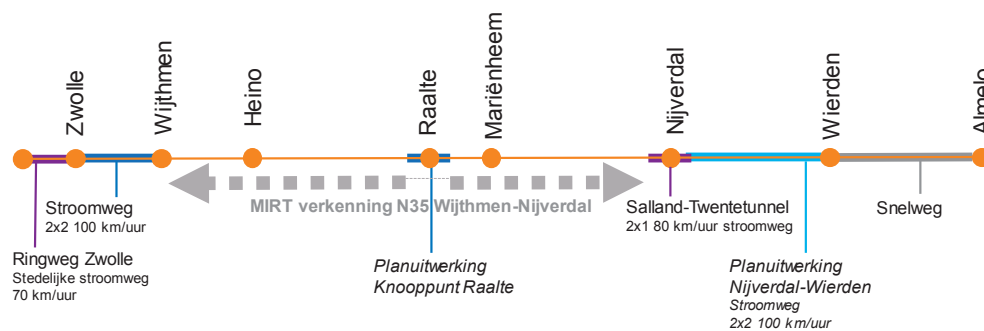 Zwolle
Wijthmen
Heino
Raalte
Mariënheem
Nijverdal
Wierden
Almelo
MIRT verkenning N35 Wijthmen-Nijverdal
Stroomweg
2x2 100 km/uur
Ringweg Zwolle
Stedelijke stroomweg
70 km/uur
Planuitwerking
Knooppunt Raalte
Salland-Twentetunnel
2x1 80 km/uur stroomweg
Planuitwerking
Nijverdal-Wierden
Stroomweg
2x2 100 km/uur
Snelweg